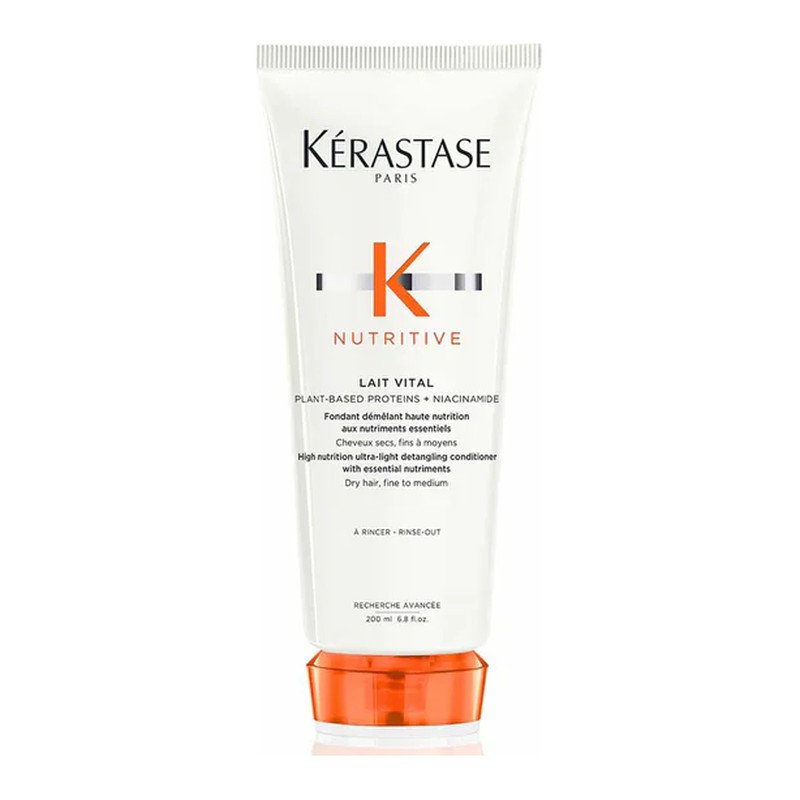 KÉRASTASE
PARIS
K
NUTRITIVE
LAIT VITAL
PLANT-BASED PROTEINS + NIACINAMIDE
Fondant démêlant haute nutrition
aux nutriments essentiels
Cheveux secs, fins à moyens
High nutrition ultra-light detangling conditioner
with essential nutriments
Dry hair, fine to medium
À RINCER - RINSE-OUT
RECHERCHE AVANCÉE
200 ml 6.8 fl.oz.